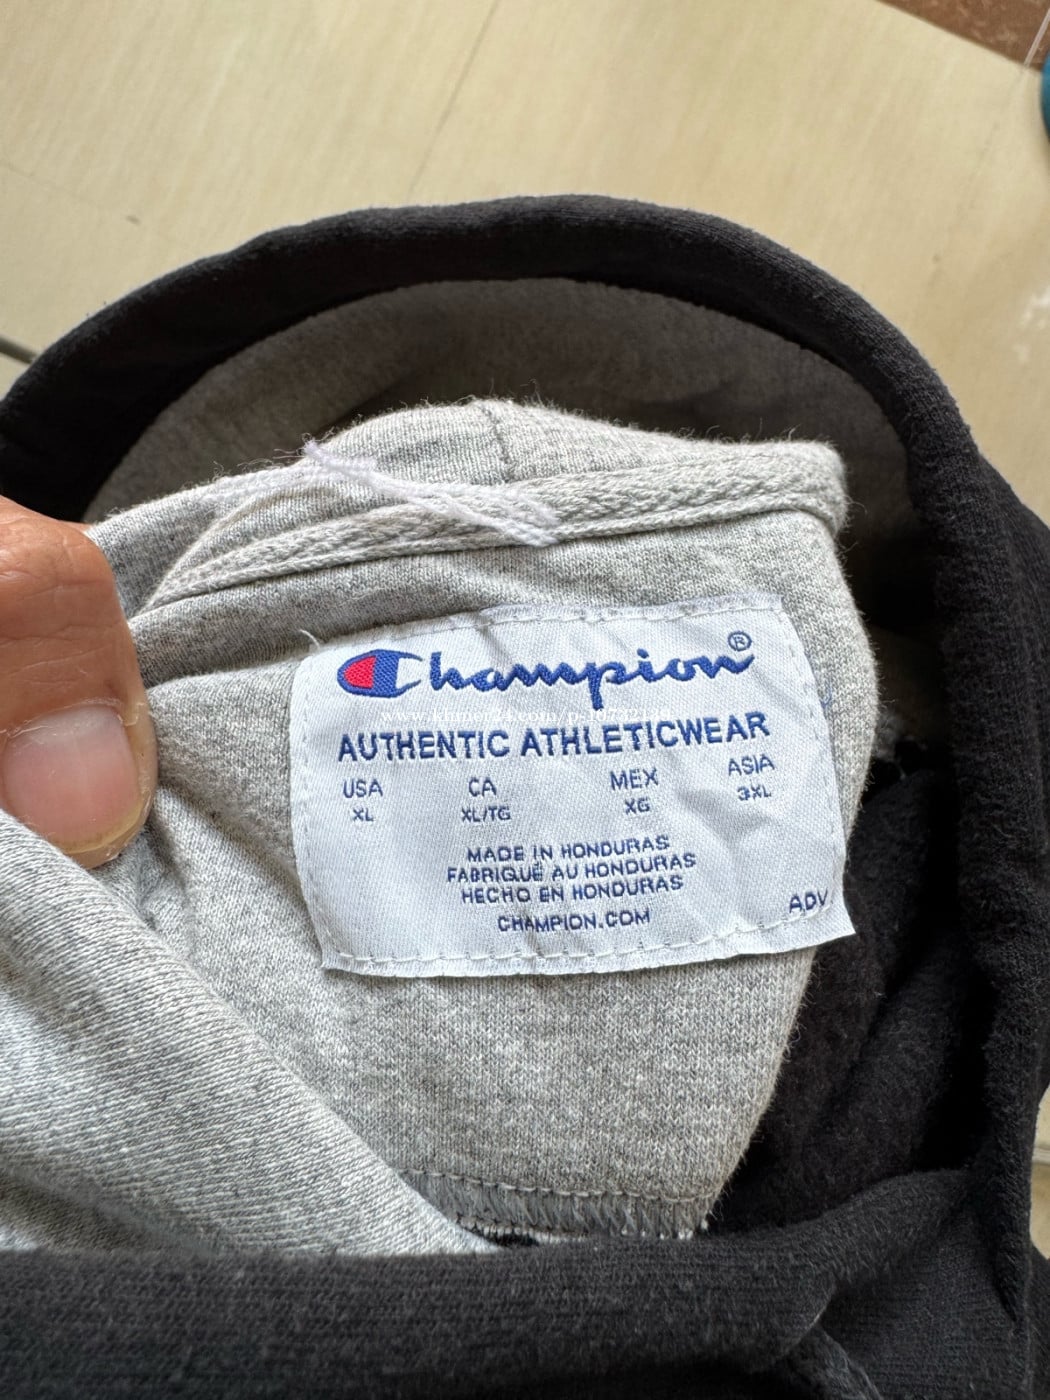 Champion®
AUTHENTIC ATHLETICWEAR
USA CA MEX ASIA
XL XL/TG XG 3XL
MADE IN HONDURAS
FABRIQUÉ AU HONDURAS
HECHO EN HONDURAS
CHAMPION.COM
ADV